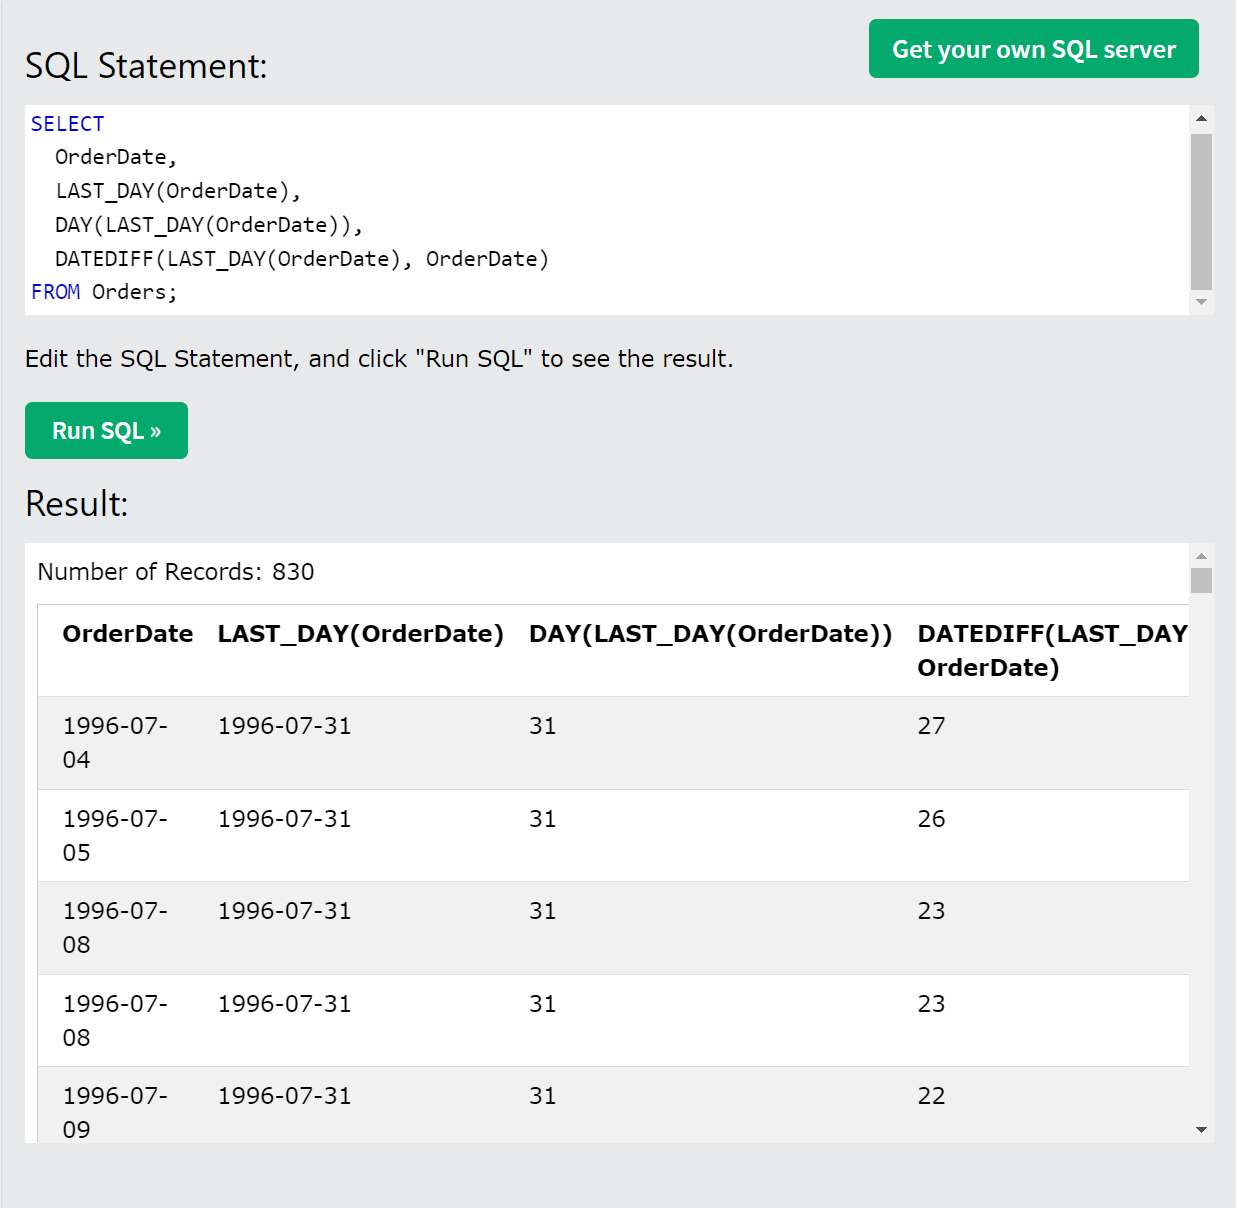 Get your own SQL server
SQL Statement:
SELECT
OrderDate,
LAST_DAY(OrderDate),
DAY(LAST_DAY(OrderDate)),
DATEDIFF(LAST_DAY(OrderDate), OrderDate)
FROM Orders;
Edit the SQL Statement, and click "Run SQL" to see the result.
Run SQL »
Result:
Number of Records: 830
OrderDate LAST_DAY(OrderDate) DAY(LAST_DAY(OrderDate)) DATEDIFF(LAST_DAY
OrderDate)
1996-07- 1996-07-31 31 27
04
1996-07- 1996-07-31 31 26
05
1996-07- 1996-07-31 31 23
08
1996-07- 1996-07-31 31 23
08
1996-07- 1996-07-31 31 22
09